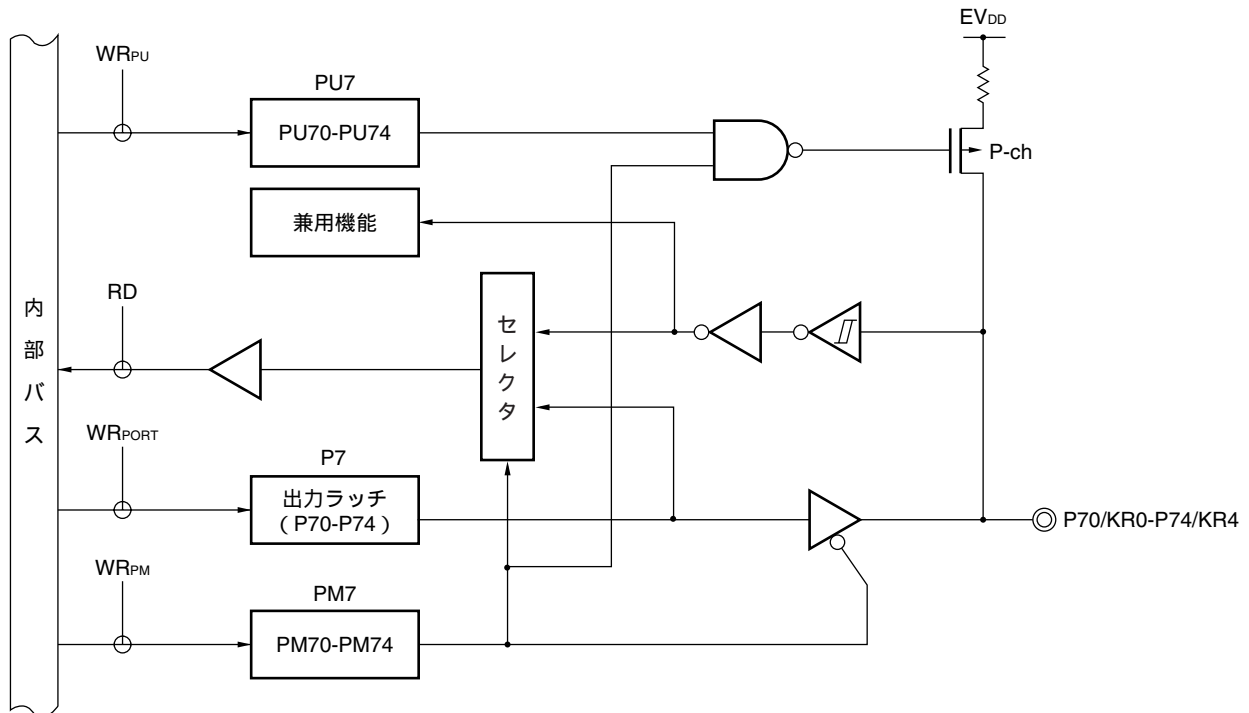 EVDD
WRPU
PU7
PU70-PU74
P-ch
兼用機能
RD
セレクタ
内部バス
WRPORT
P7
出力ラッチ
（P70-P74）
P70/KR0-P74/KR4
WRPM
PM7
PM70-PM74